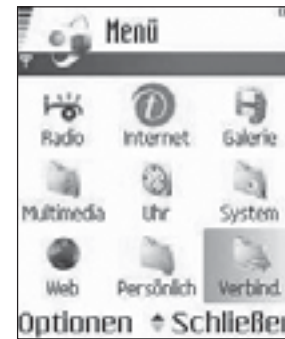 Menü
Radio Internet Galerie
Multimedia Uhr System
Web Persönlich Verbind.
Optionen Schließen